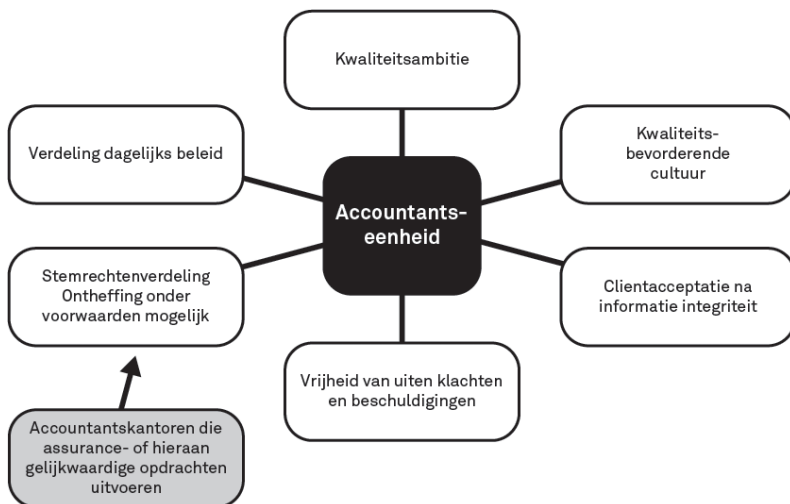 Kwaliteitsambitie
Verdeling dagelijks beleid
Kwaliteits-
bevorderende
cultuur
Accountants-
eenheid
Stemrechtenverdeling
Ontheffing onder
voorwaarden mogelijk
Clientacceptatie na
informatie integriteit
Vrijheid van uiten klachten
en beschuldigingen
Accountantskantoren die
assurance- of hieraan
gelijkwaardige opdrachten
uitvoeren